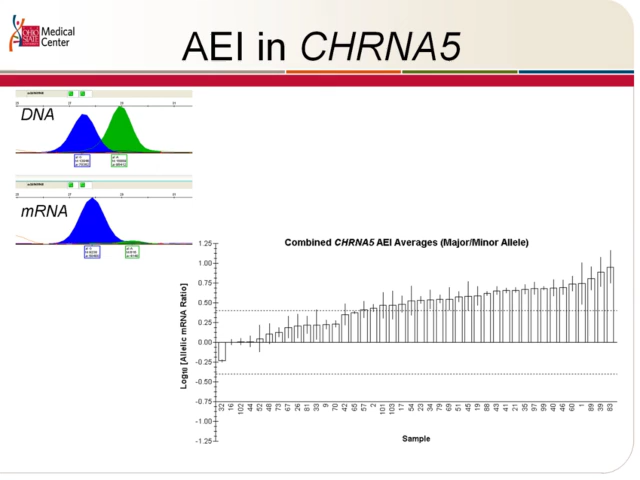 OHIO
STATE
Medical
Center
AEI in CHRNA5
DNA
mRNA
Combined CHRNA5 AEI Averages (Major/Minor Allele)
Log10 [Allelic mRNA Ratio]
1.25
1.00
0.75
0.50
0.25
0.00
-0.25
-0.50
-0.75
-1.00
-1.25
32 16 102 44 52 48 73 67 26 81 33 9 70 42 65 57 2 101 103 17 54 23 34 79 69 51 45 19 88 43 41 21 35 97 99 40 46 60 1 89 39 83
Sample